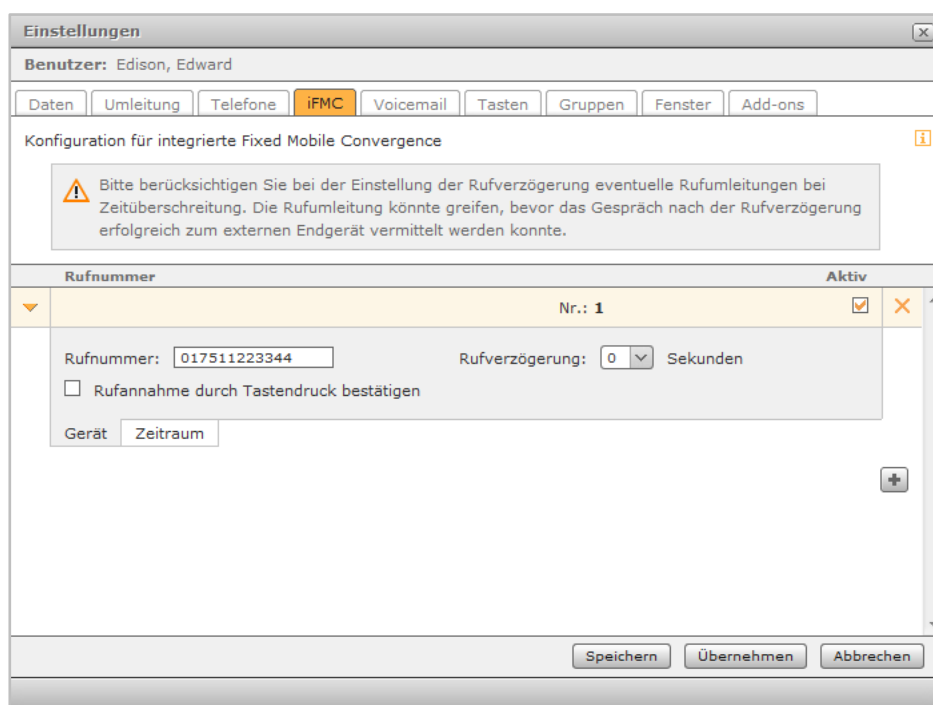 Einstellungen
Benutzer: Edison, Edward
Daten Umleitung Telefone iFMC Voicemail Tasten Gruppen Fenster Add-ons
Konfiguration für integrierte Fixed Mobile Convergence
Bitte berücksichtigen Sie bei der Einstellung der Rufverzögerung eventuelle Rufumleitungen bei
Zeitüberschreitung. Die Rufumleitung könnte greifen, bevor das Gespräch nach der Rufverzögerung
erfolgreich zum externen Endgerät vermittelt werden konnte.
Rufnummer Aktiv
Nr.: 1
Rufnummer: 017511223344 Rufverzögerung: 0 Sekunden
Rufannahme durch Tastendruck bestätigen
Gerät Zeitraum
Speichern Übernehmen Abbrechen